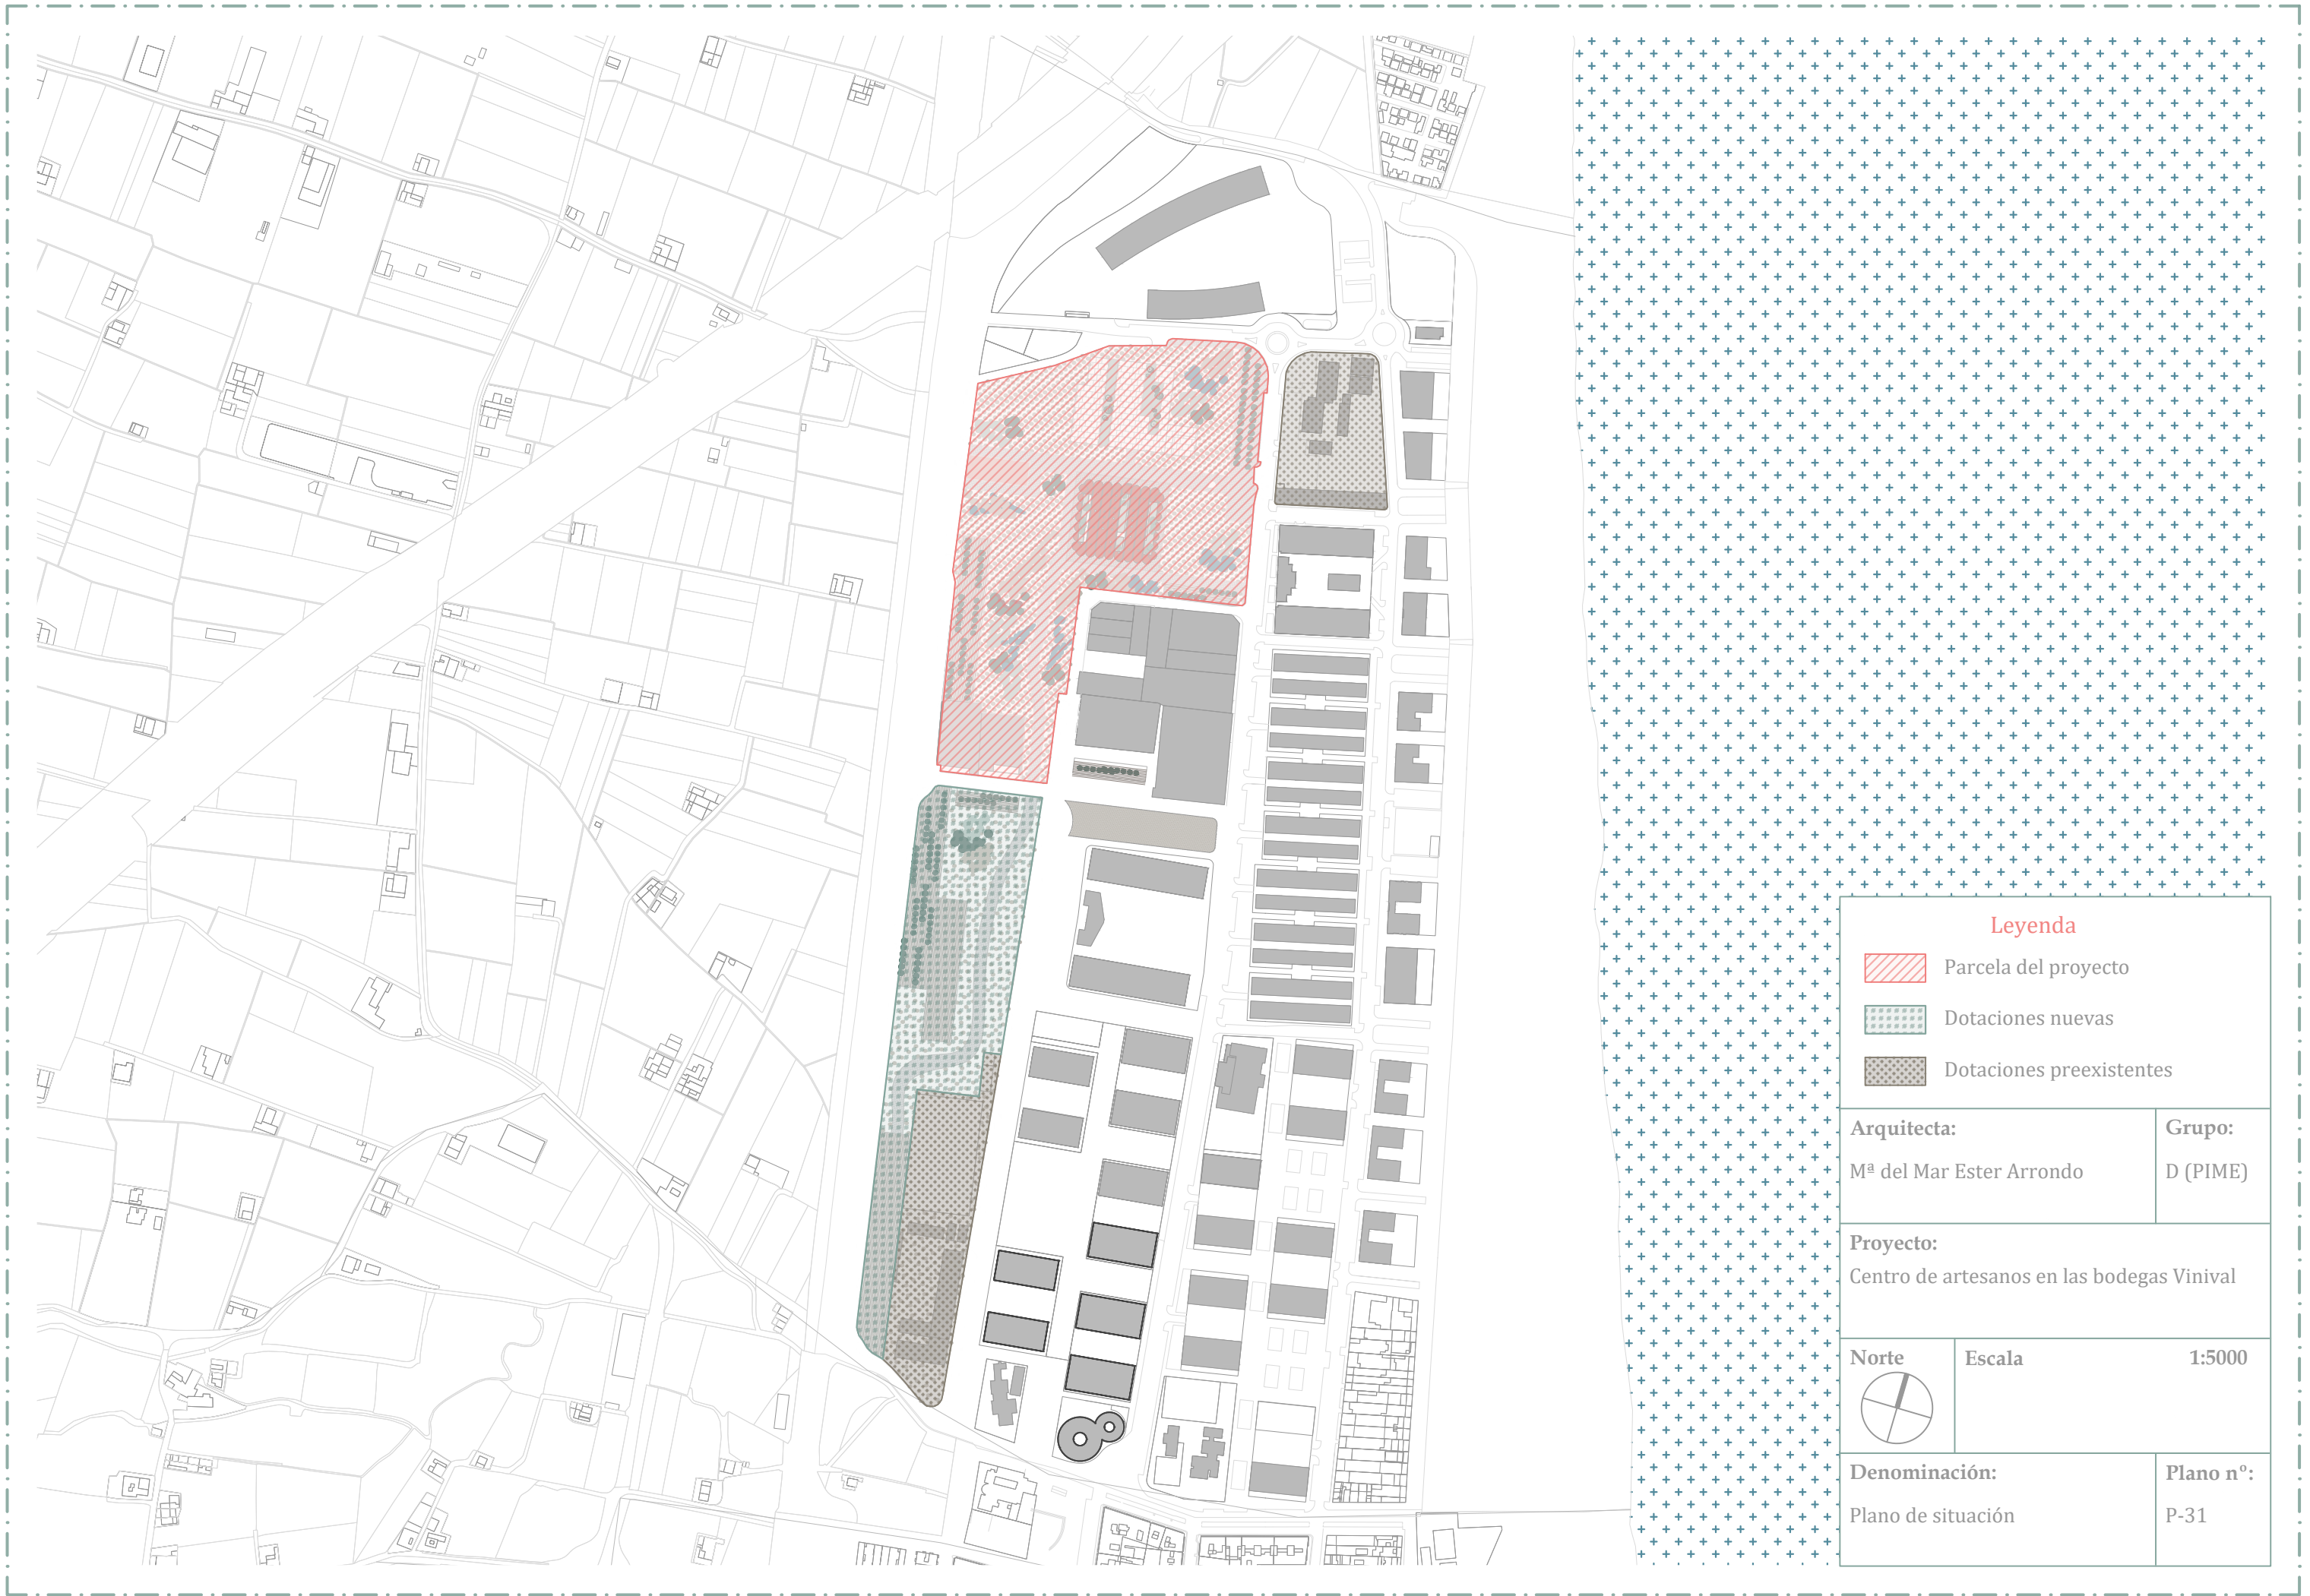 Leyenda
Parcela del proyecto
Dotaciones nuevas
Dotaciones preexistentes
Arquitecta:
Mª del Mar Ester Arrondo
Grupo:
D (PIME)
Proyecto:
Centro de artesanos en las bodegas Vinival
Norte
Escala
1:5000
Denominación:
Plano de situación
Plano nº:
P-31